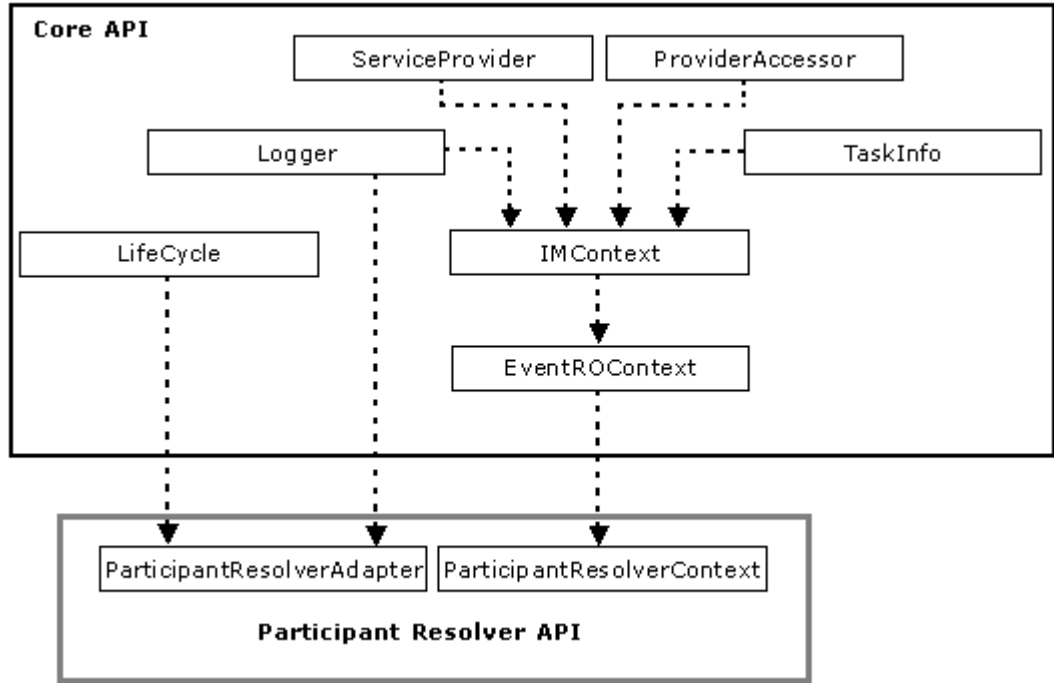 Core API
ServiceProvider
ProviderAccessor
Logger
TaskInfo
LifeCycle
IMContext
EventROContext
ParticipantResolverAdapter
ParticipantResolverContext
Participant Resolver API